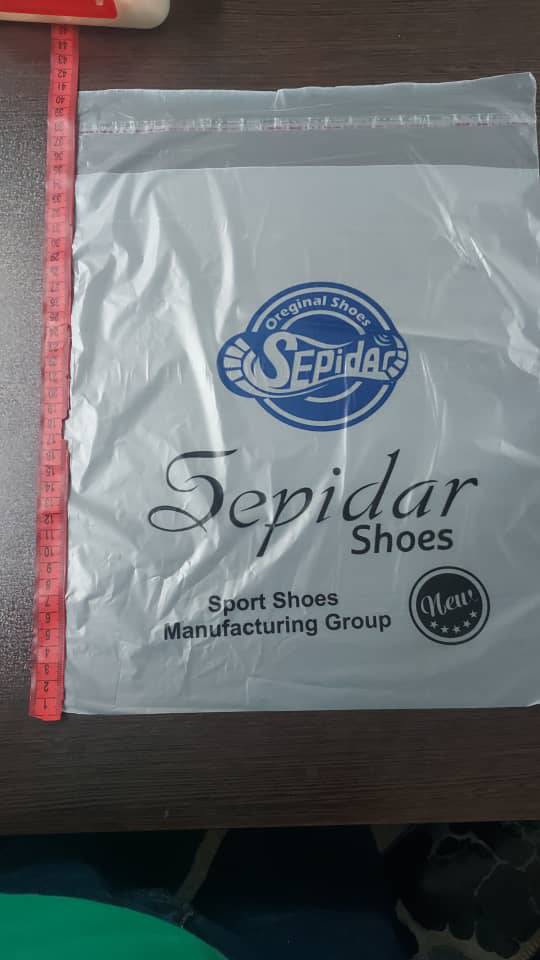 Oreginal Shoes
SEPidAr
Sepidar
Shoes
Sport Shoes
Manufacturing Group
New